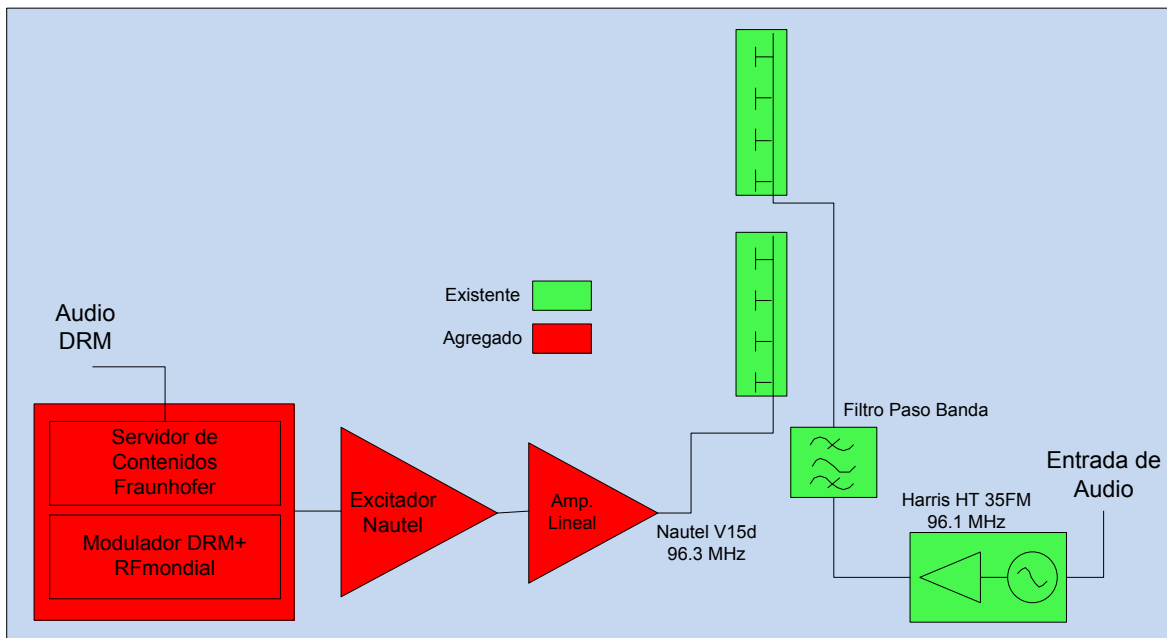 Existente
Agregado
Audio
DRM
Servidor de
Contenidos
Fraunhofer
Modulador DRM+
RFmondial
Excitador
Nautel
Amp.
Lineal
Nautel V15d
96.3 MHz
Filtro Paso Banda
Harris HT 35FM
96.1 MHz
Entrada de
Audio